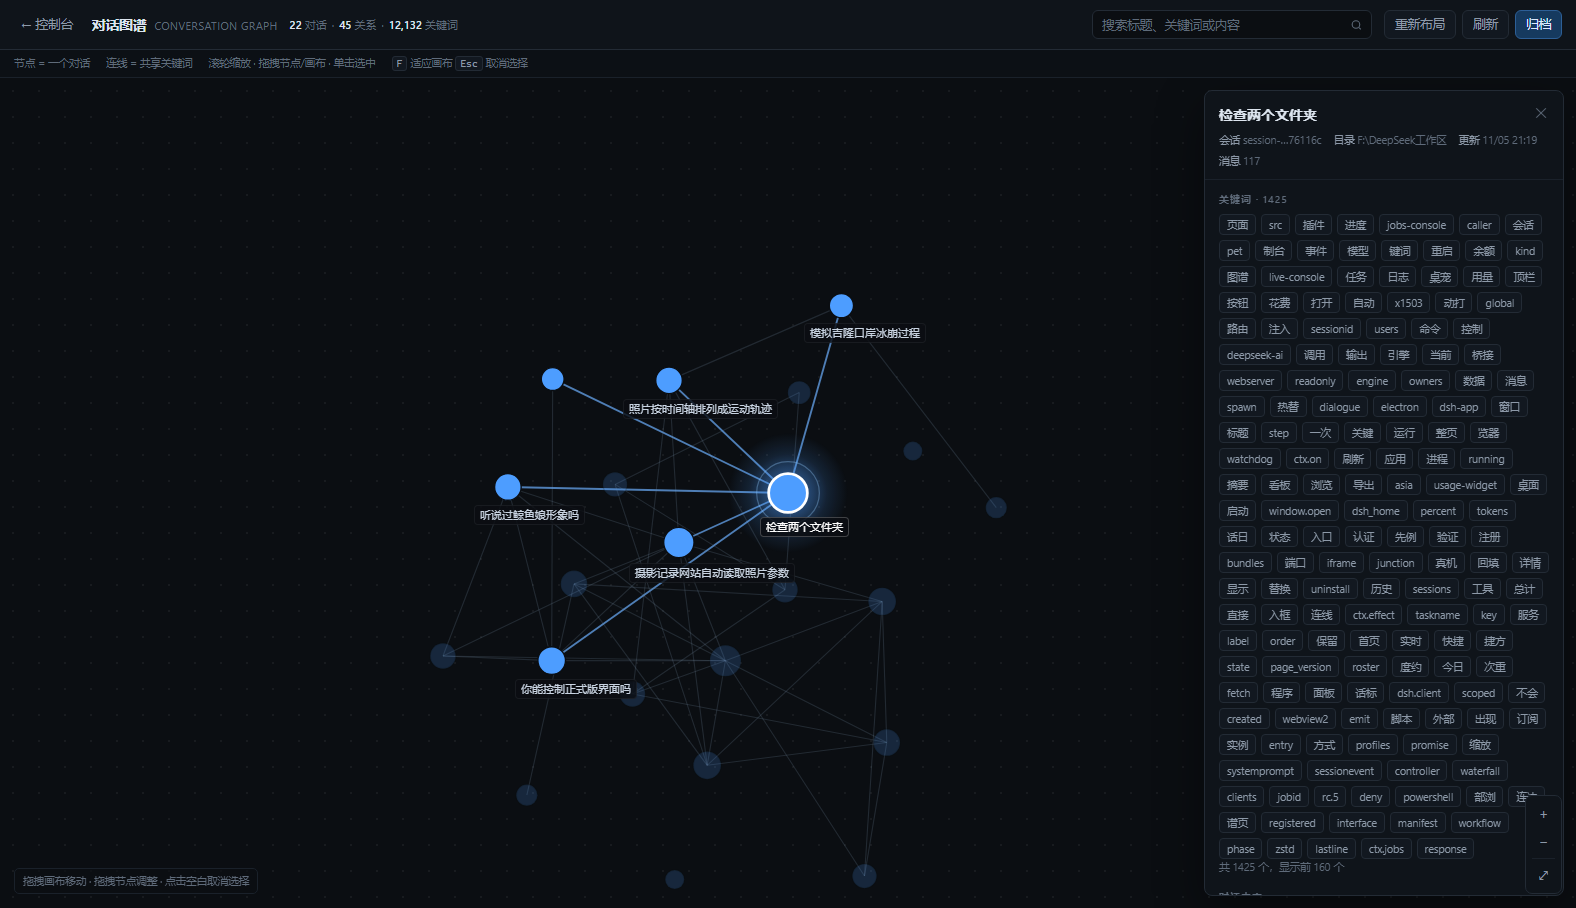 ← 控制台 对话图谱 CONVERSATION GRAPH 22 对话 · 45 关系 · 12,132 关键词 搜索标题、关键词或内容 重新布局 刷新 归档
节点 = 一个对话 连线 = 共享关键词 滚轮缩放 · 拖拽节点/画布 · 单击选中 F 适应画布 Esc 取消选择
模拟吉隆口岸冰崩过程
照片按时间轴排列成运动轨迹
听说过鲸鱼娘形象吗
检查两个文件夹
摄影记录网站自动读取照片参数
你能控制正式版界面吗
拖拽画布移动 · 拖拽节点调整 · 点击空白取消选择
检查两个文件夹
会话 session-...76116c 目录 F:\DeepSeek工作区 更新 11/05 21:19
消息 117
关键词 · 1425
页面 src 插件 进度 jobs-console caller 会话
pet 制台 事件 模型 键词 重启 余额 kind
图谱 live-console 任务 日志 桌宠 用量 顶栏
按钮 花费 打开 自动 x1503 动打 global
路由 注入 sessionid users 命令 控制
deepseek-ai 调用 输出 引擎 当前 桥接
webserver readonly engine owners 数据 消息
spawn 热替 dialogue electron dsh-app 窗口
标题 step 一次 关键 运行 整页 览器
watchdog ctx.on 刷新 应用 进程 running
摘要 看板 浏览 导出 asia usage-widget 桌面
启动 window.open dsh_home percent tokens
话日 状态 入口 认证 先例 验证 注册
bundles 端口 iframe junction 真机 回填 详情
显示 替换 uninstall 历史 sessions 工具 总计
直接 入框 连线 ctx.effect taskname key 服务
label order 保留 首页 实时 快捷 捷方
state page_version roster 度约 今日 次重
fetch 程序 面板 话标 dsh.client scoped 不会
created webview2 emit 脚本 外部 出现 订阅
实例 entry 方式 profiles promise 缩放
systemprompt sessionevent controller waterfall
clients jobid rc.5 deny powershell 部浏
谱页 registered interface manifest workflow
phase zstd lastline ctx.jobs response
共 1425 个，显示前 160 个
+
−